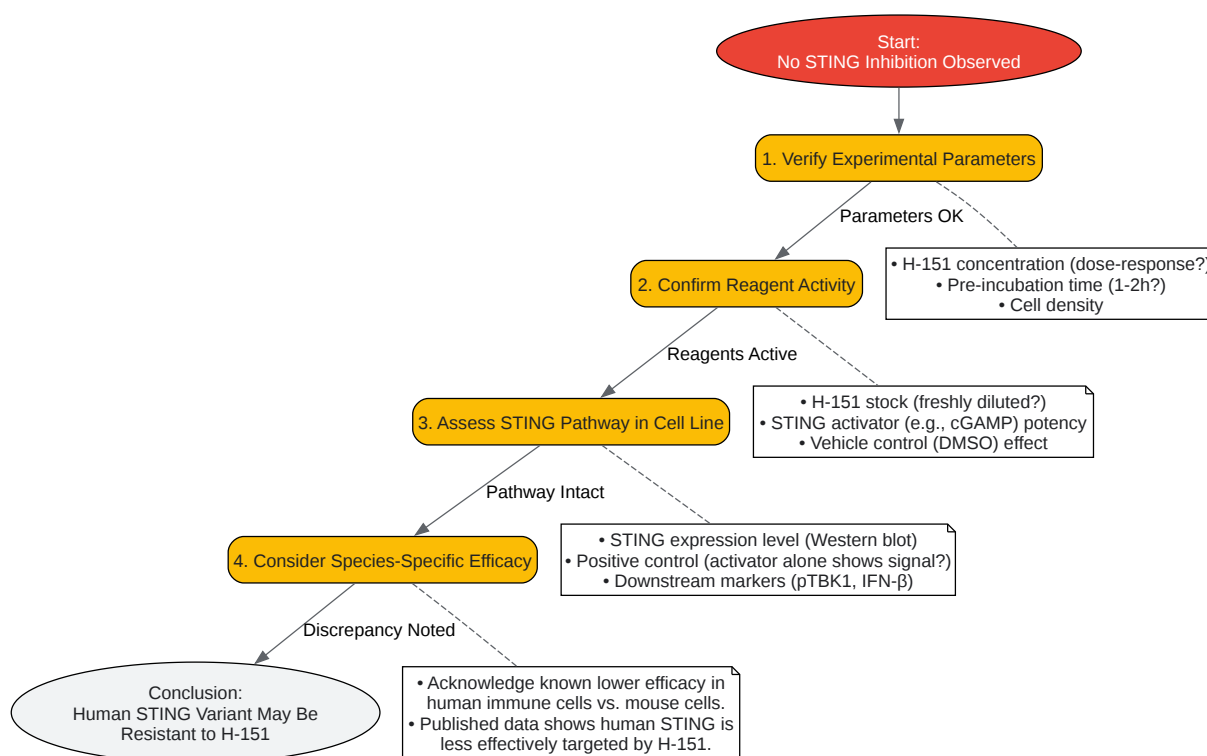 Start:
No STING Inhibition Observed
1. Verify Experimental Parameters
Parameters OK
• H-151 concentration (dose-response?)
• Pre-incubation time (1-2h?)
• Cell density
2. Confirm Reagent Activity
Reagents Active
• H-151 stock (freshly diluted?)
• STING activator (e.g., cGAMP) potency
• Vehicle control (DMSO) effect
3. Assess STING Pathway in Cell Line
Pathway Intact
• STING expression level (Western blot)
• Positive control (activator alone shows signal?)
• Downstream markers (pTBK1, IFN-β)
4. Consider Species-Specific Efficacy
Discrepancy Noted
• Acknowledge known lower efficacy in
human immune cells vs. mouse cells.
• Published data shows human STING is
less effectively targeted by H-151.
Conclusion:
Human STING Variant May Be
Resistant to H-151